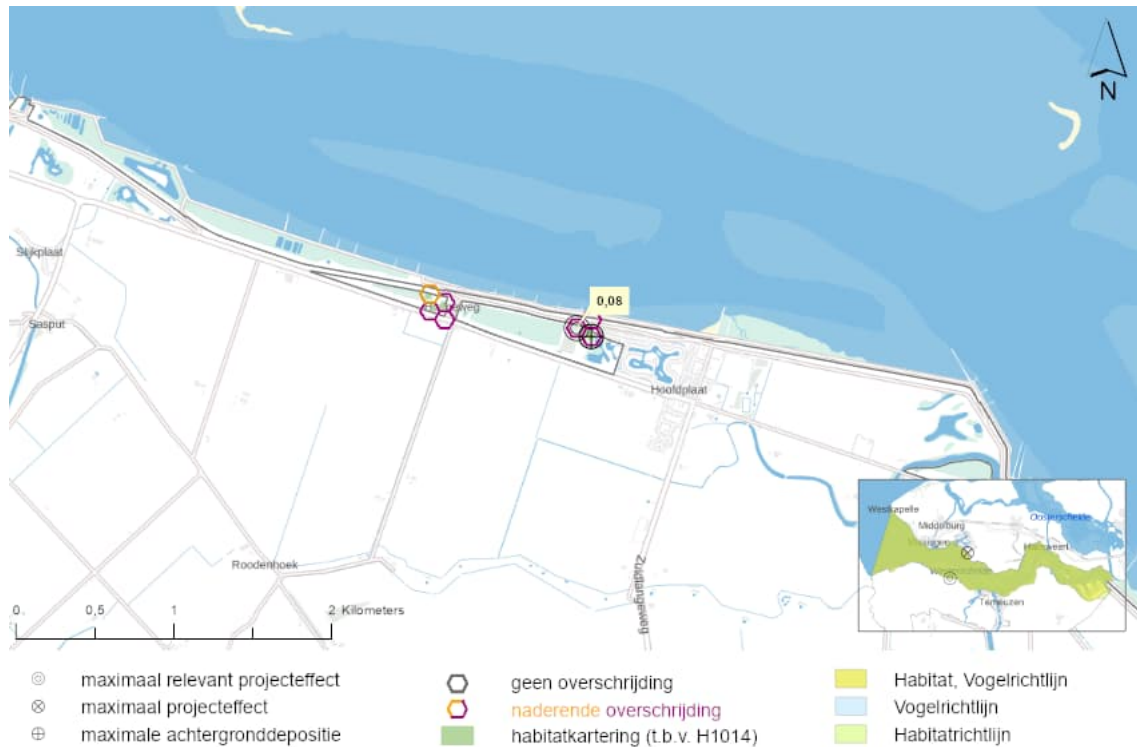 N
0,08
Slijkplaat
Sasput
Hoofdplaat
Roodenhoek
Zuidlangeweg
Westkapelle
Middelburg
Oosterschelde
Terneuzen
0 0,5 1 2 Kilometers
maximaal relevant projecteffect
maximaal projecteffect
maximale achtergronddepositie
geen overschrijding
naderende overschrijding
habitatkartering (t.b.v. H1014)
Habitat, Vogelrichtlijn
Vogelrichtlijn
Habitatrichtlijn